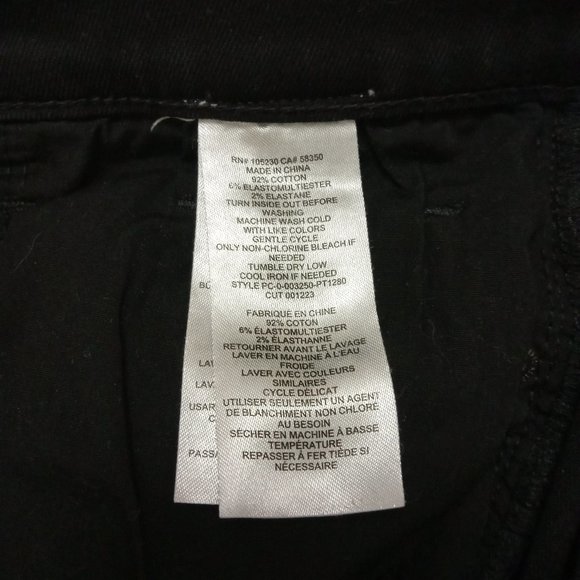 RN# 105230 CA# 58350
MADE IN CHINA
92% COTTON
6% ELASTOMULTIESTER
2% ELASTANE
TURN INSIDE OUT BEFORE
WASHING
MACHINE WASH COLD
WITH LIKE COLORS
GENTLE CYCLE
ONLY NON-CHLORINE BLEACH IF
NEEDED
TUMBLE DRY LOW
COOL IRON IF NEEDED
STYLE PC-0-003250-PT1280
CUT 001223
FABRIQUÉ EN CHINE
92% COTON
6% ÉLASTOMULTIESTER
2% ÉLASTHANNE
RETOURNER AVANT LE LAVAGE
LAVER EN MACHINE À L'EAU
FROIDE
LAVER AVEC COULEURS
SIMILAIRES
CYCLE DÉLICAT
UTILISER SEULEMENT UN AGENT
DE BLANCHIMENT NON CHLORÉ
AU BESOIN
SÉCHER EN MACHINE À BASSE
TEMPÉRATURE
REPASSER À FER TIÈDE SI
NÉCESSAIRE